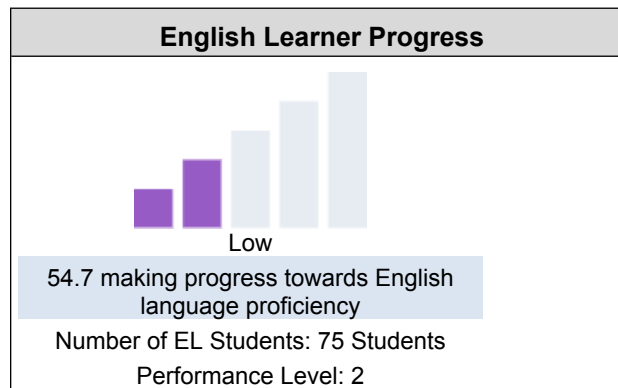 English Learner Progress
Low
54.7 making progress towards English
language proficiency
Number of EL Students: 75 Students
Performance Level: 2